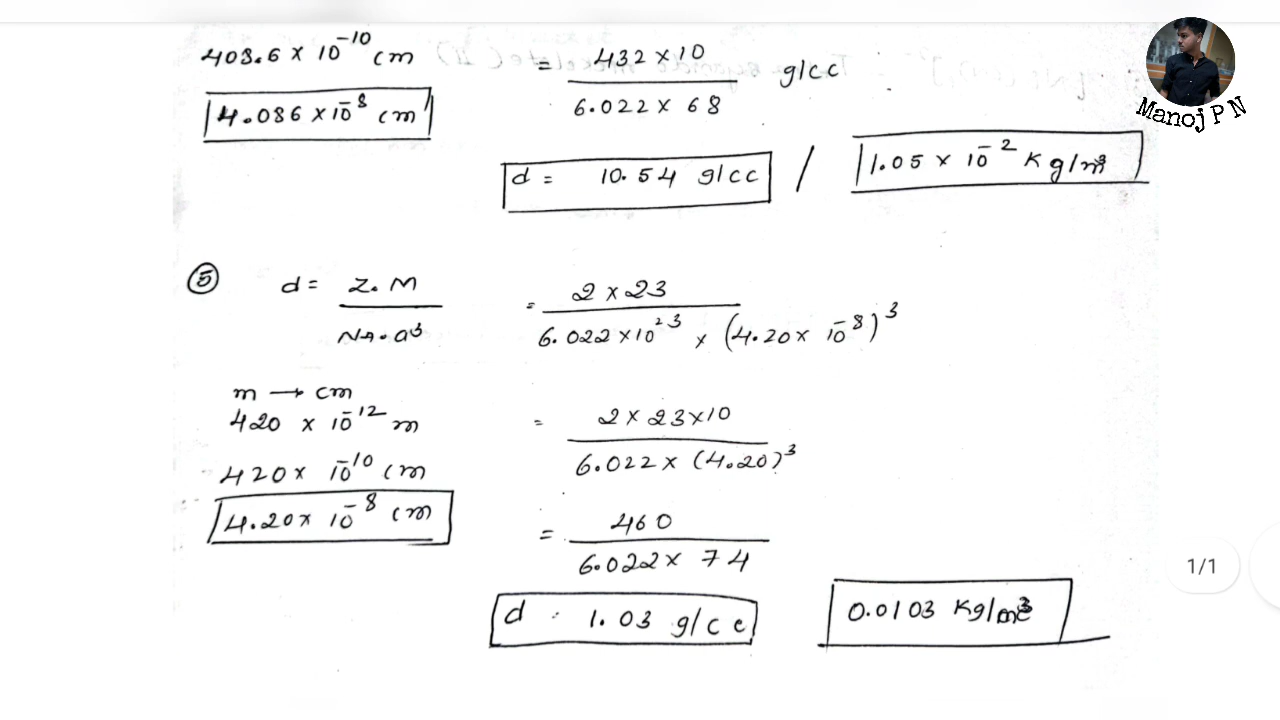 403.6 × 10⁻¹⁰ cm
4.086 × 10⁻⁸ cm
= 432 × 10 / 6.022 × 68 g/cc
d = 10.54 g/cc / 1.05 × 10⁻² Kg/m³
Manoj P N
⑤ d = Z.M / NA.a³ = 2 × 23 / 6.022 × 10²³ × (4.20 × 10⁻⁸)³
m → cm
420 × 10⁻¹² m
420 × 10⁻¹⁰ cm
4.20 × 10⁻⁸ cm
= 2 × 23 × 10 / 6.022 × (4.20)³
= 460 / 6.022 × 74
d = 1.03 g/cc
0.0103 Kg/m³
1/1